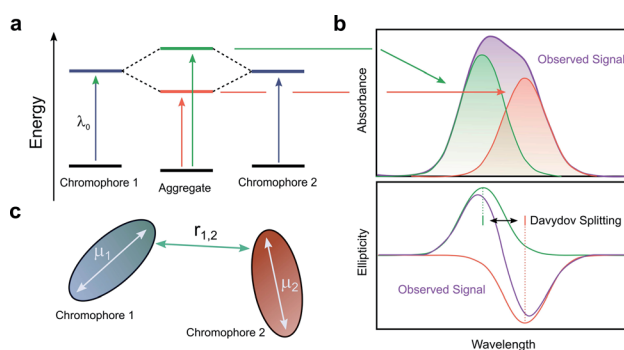 a
Energy
λ₀
Chromophore 1
Aggregate
Chromophore 2
b
Absorbance
Observed Signal
Ellipticity
Davydov Splitting
Observed Signal
Wavelength
c
μ₁
r₁,₂
μ₂
Chromophore 1
Chromophore 2